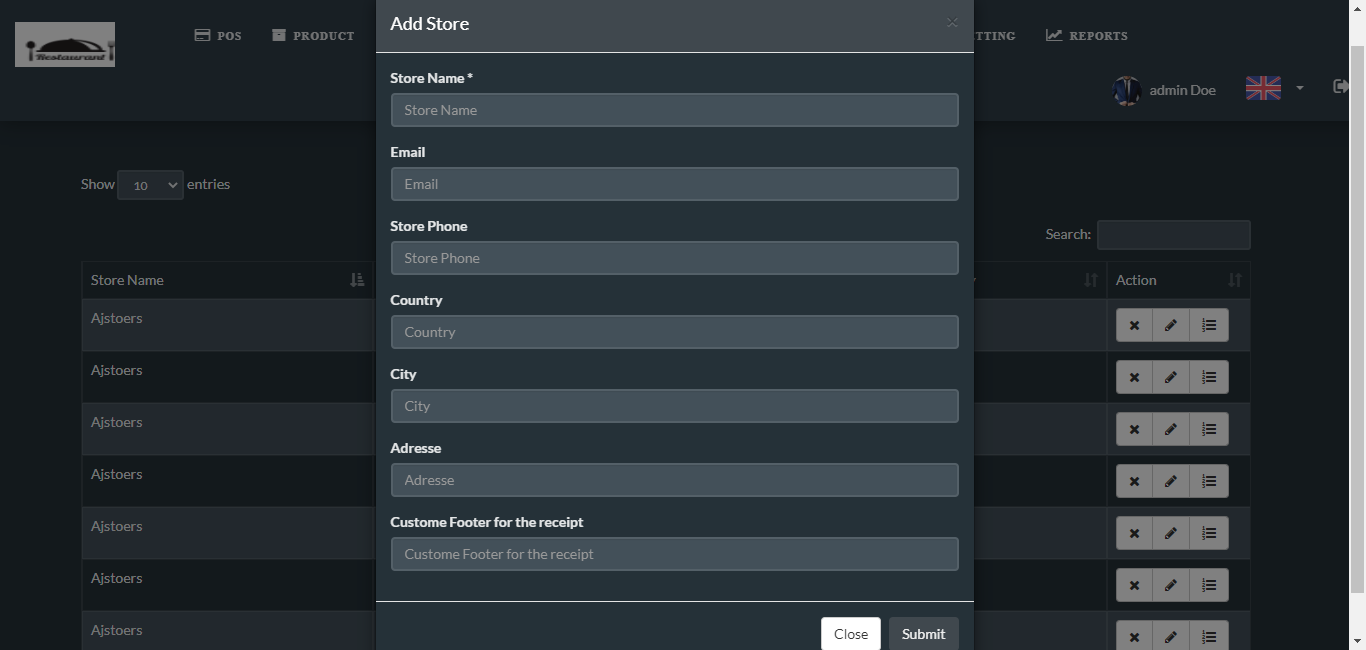 Add Store
×
Restaurant
POS
PRODUCT
TTING
REPORTS
admin Doe
Store Name *
Store Name
Email
Email
Store Phone
Store Phone
Country
Country
City
City
Adresse
Adresse
Custome Footer for the receipt
Custome Footer for the receipt
Close
Submit
Show 10 entries
Search:
Store Name
Action
Ajstoers
Ajstoers
Ajstoers
Ajstoers
Ajstoers
Ajstoers
Ajstoers